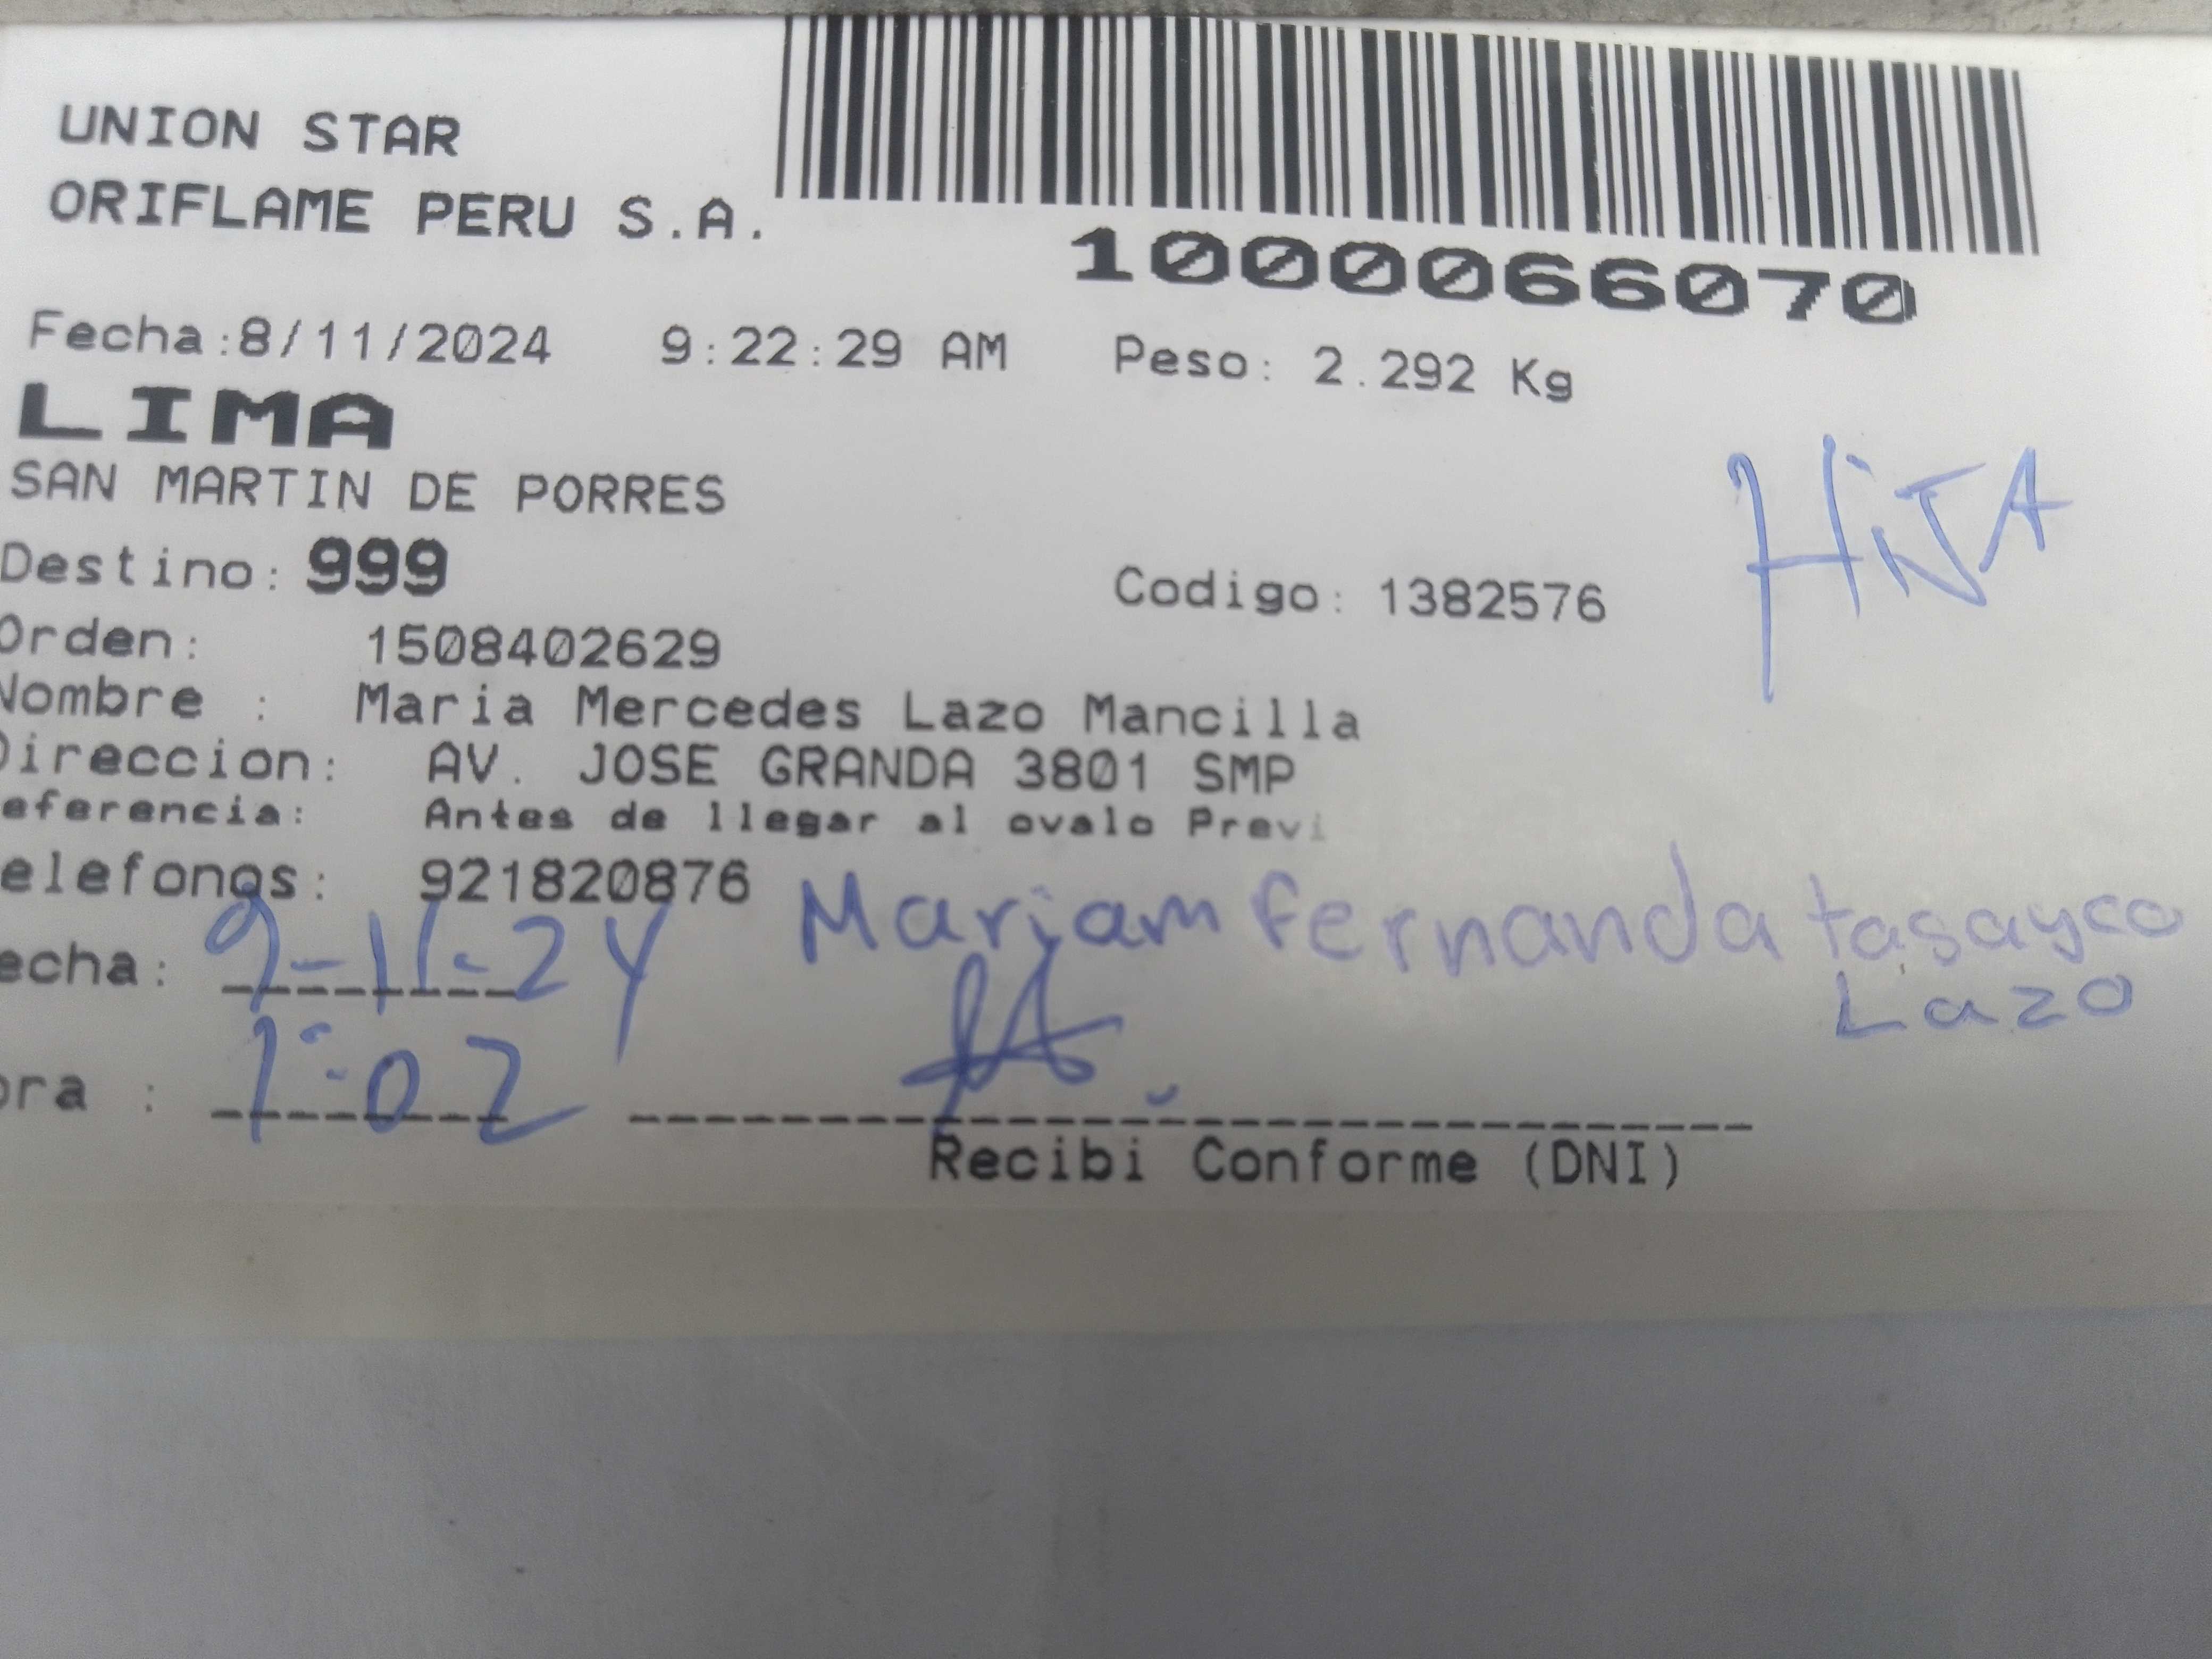 UNION STAR
ORIFLAME PERU S.A.
1000066070
Fecha:8/11/2024 9:22:29 AM Peso: 2.292 Kg
LIMA
HiJA
SAN MARTIN DE PORRES
Destino: 999 Codigo: 1382576
Orden: 1508402629
Nombre : Maria Mercedes Lazo Mancilla
Direccion: AV. JOSE GRANDA 3801 SMP
eferencia: Antes de llegar al ovalo Previ
elefonos: 921820876
Mariam fernanda tasayco
Lazo
echa: 9-11-24
ora : 1:02
Recibi Conforme (DNI)